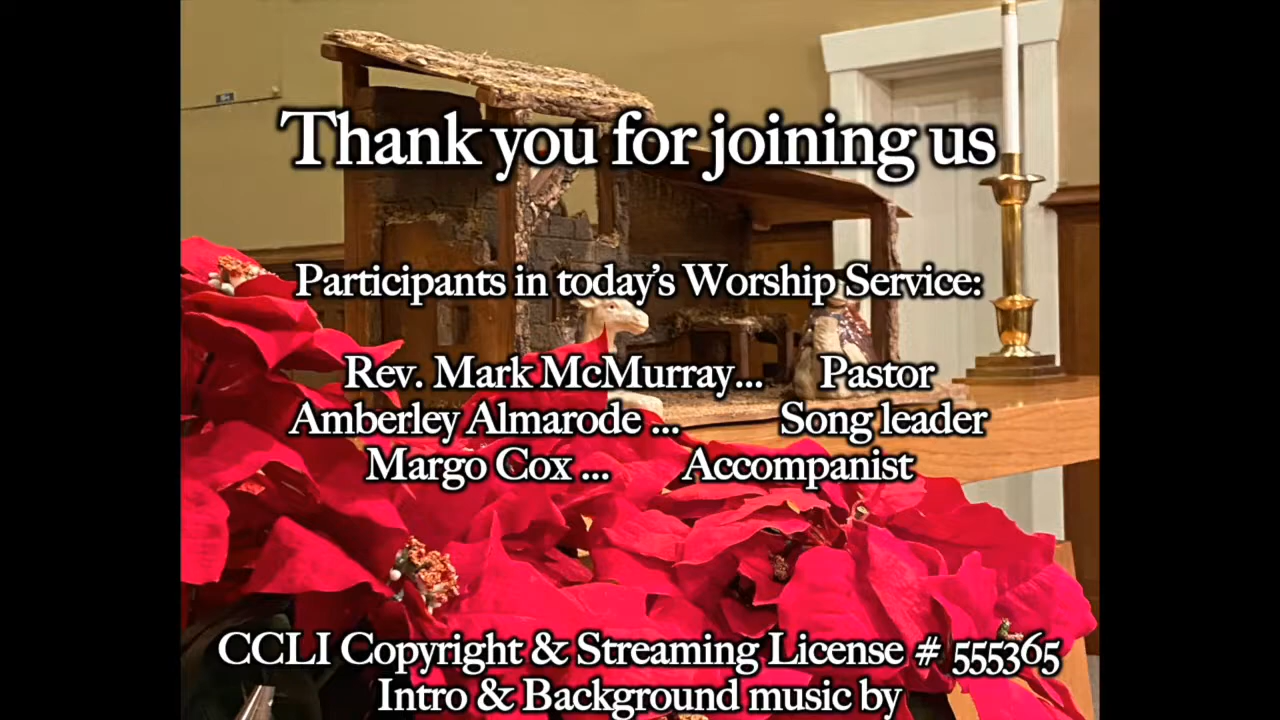 Thank you for joining us
Participants in today's Worship Service:
Rev. Mark McMurray... Pastor
Amberley Almarode ... Song leader
Margo Cox ... Accompanist
CCLI Copyright & Streaming License # 555365
Intro & Background music by